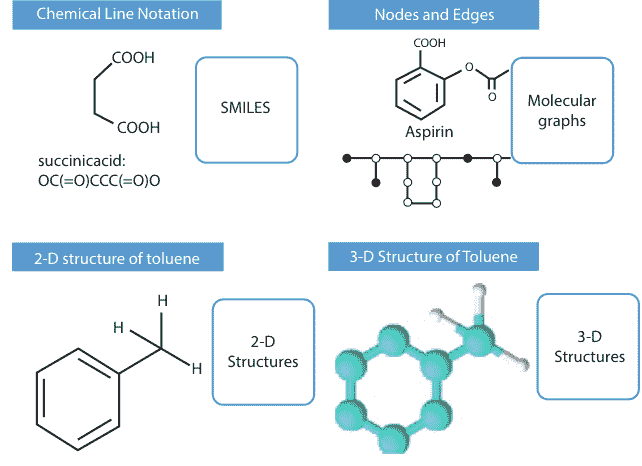 Chemical Line Notation
COOH
COOH
SMILES
succinicacid:
OC(=O)CCC(=O)O
Nodes and Edges
COOH
O
O
Aspirin
Molecular
graphs
2-D structure of toluene
H
H
H
2-D
Structures
3-D Structure of Toluene
3-D
Structures